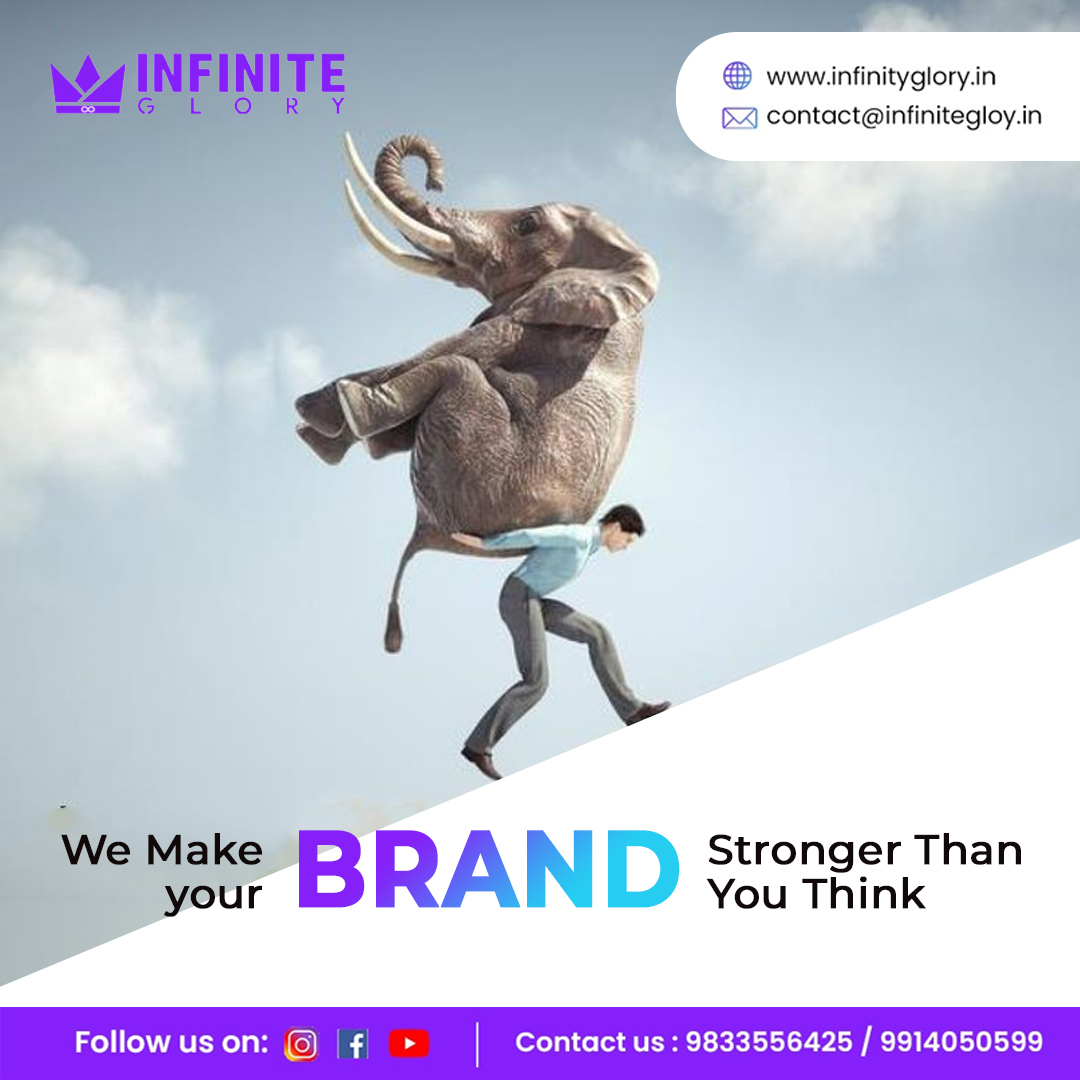 INFINITE
GLORY
www.infinityglory.in
contact@infinitegloy.in
We Make
your
BRAND
Stronger Than
You Think
Follow us on:
Contact us : 9833556425 / 9914050599